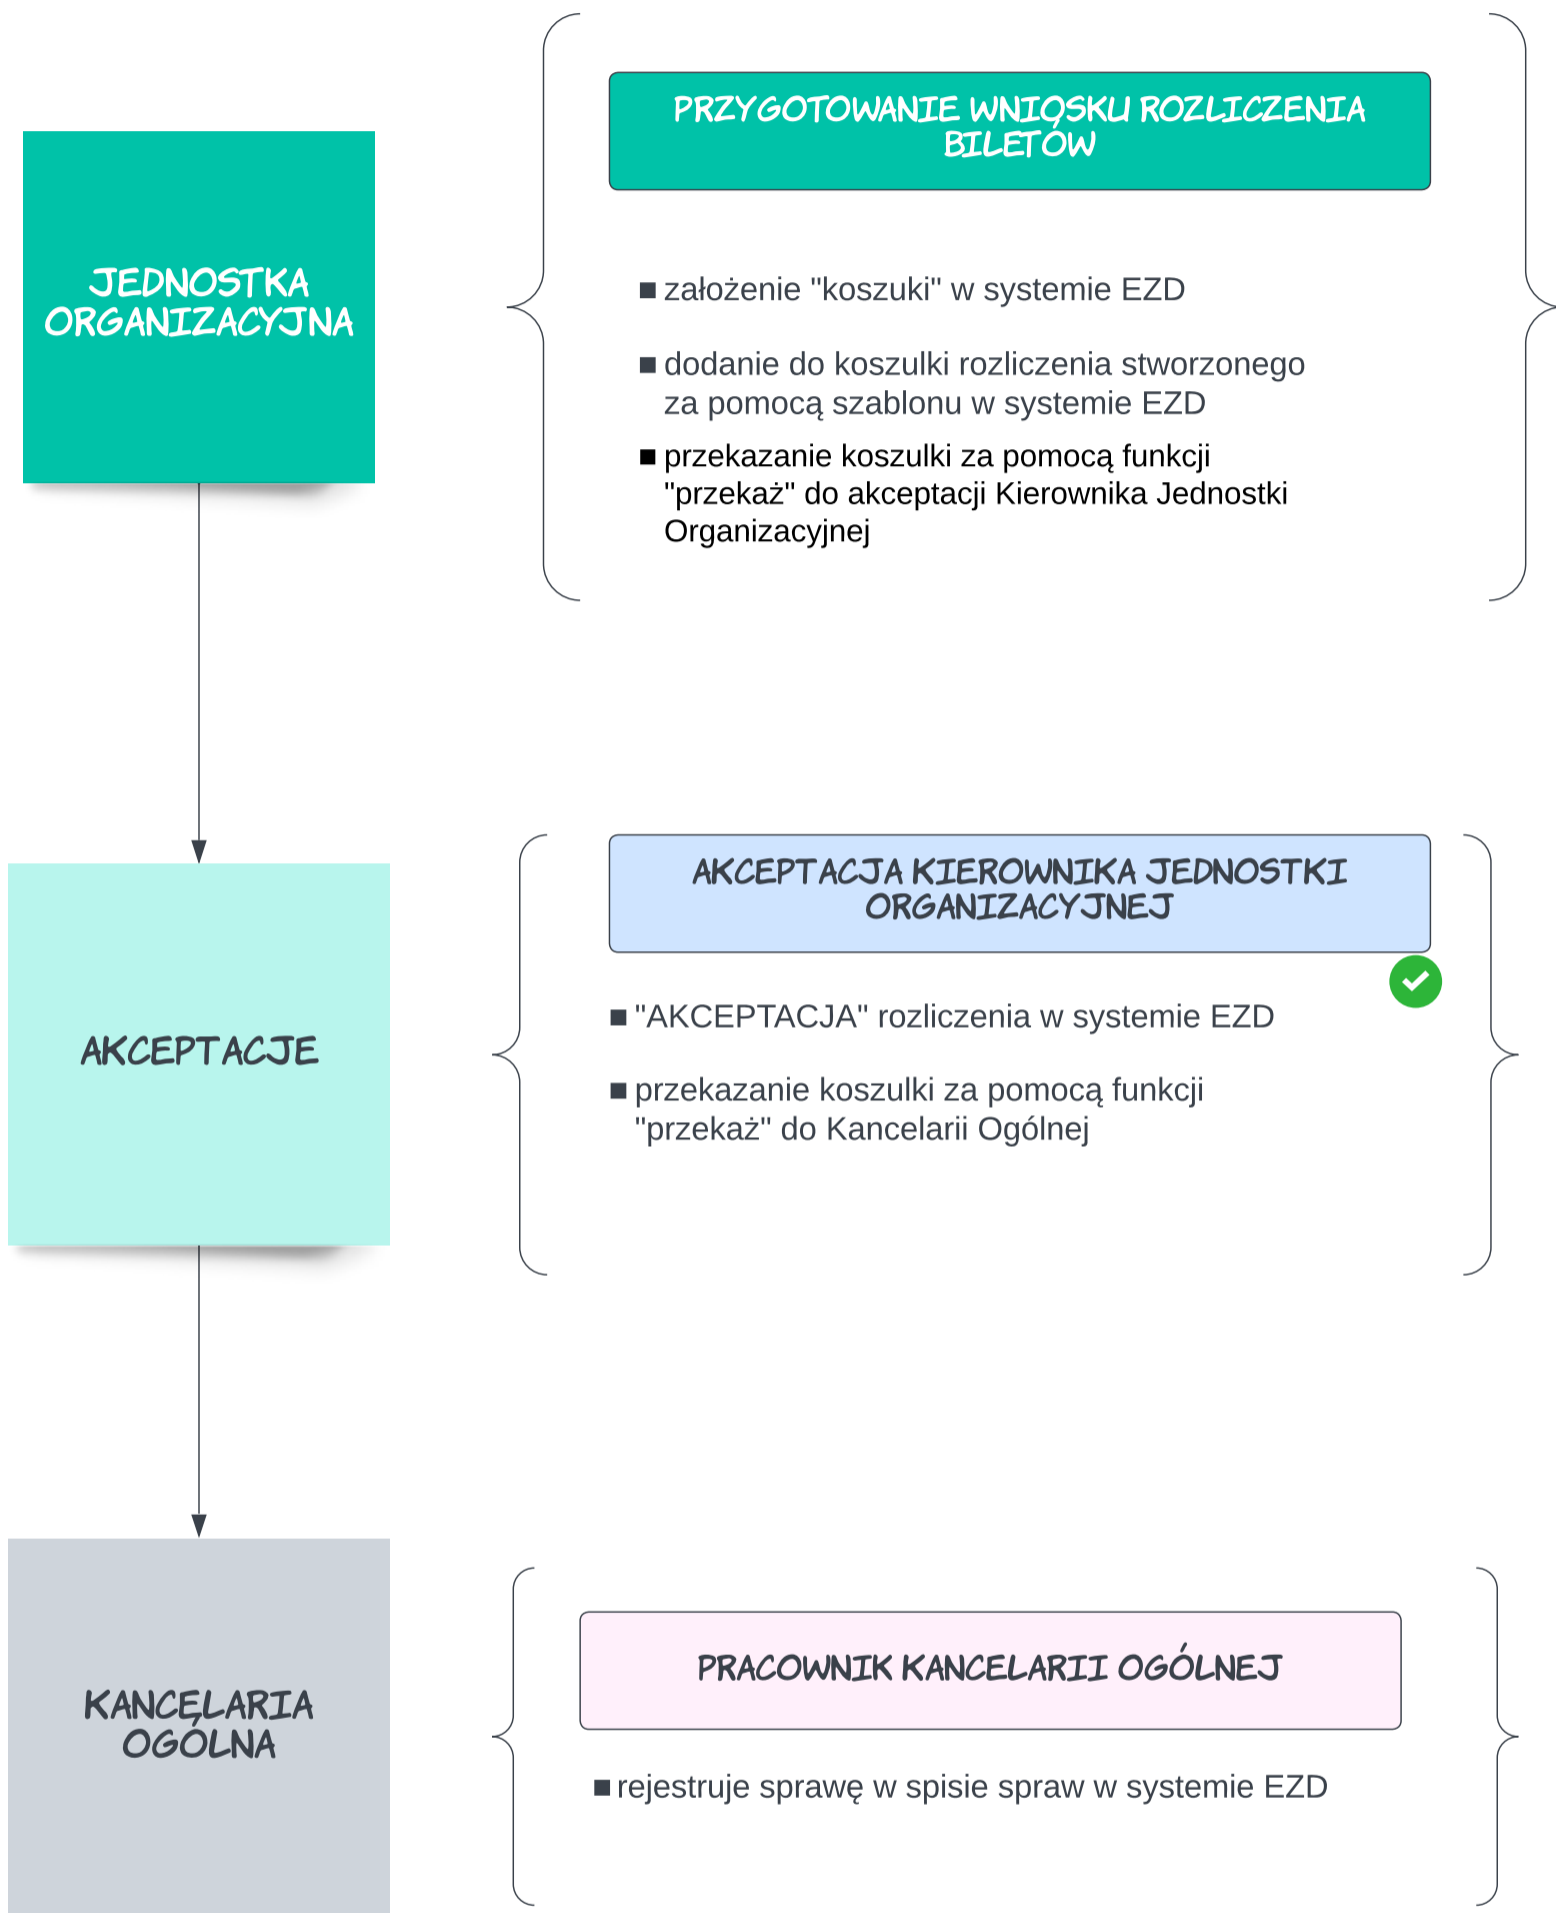 PRZYGOTOWANIE WNIOSKU ROZLICZENIA
BILETÓW
JEDNOSTKA
ORGANIZACYJNA
■ założenie "koszuki" w systemie EZD
■ dodanie do koszulki rozliczenia stworzonego
za pomocą szablonu w systemie EZD
■ przekazanie koszulki za pomocą funkcji
"przekaż" do akceptacji Kierownika Jednostki
Organizacyjnej
AKCEPTACJA KIEROWNIKA JEDNOSTKI
ORGANIZACYJNEJ
AKCEPTACJE
■ "AKCEPTACJA" rozliczenia w systemie EZD
■ przekazanie koszulki za pomocą funkcji
"przekaż" do Kancelarii Ogólnej
PRACOWNIK KANCELARII OGÓLNEJ
KANCELARIA
OGÓLNA
■ rejestruje sprawę w spisie spraw w systemie EZD